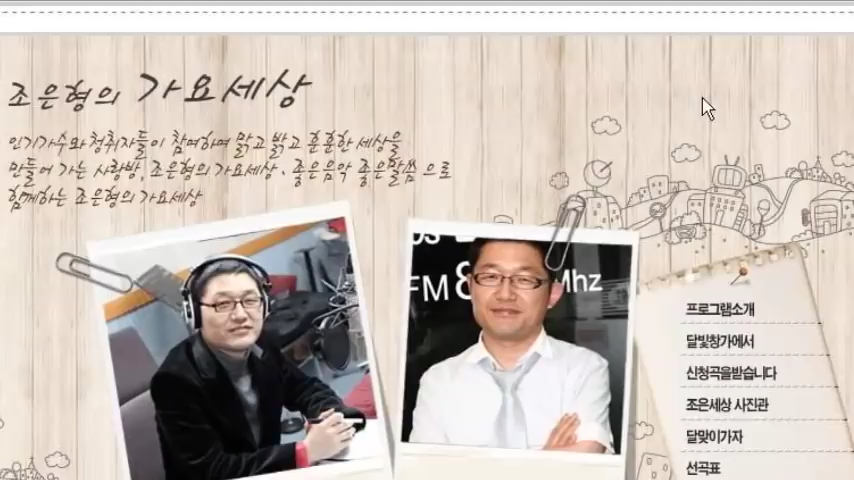 조은형의 가요세상
인기가수와 청취자들이 참여하며 맑고 밝고 훈훈한 세상을
만들어 가는 사랑방, 조은형의 가요세상. 좋은음악 좋은말씀 으로
함께하는 조은형의 가요세상
FM 8 Mhz
프로그램소개
달빛창가에서
신청곡을받습니다
조은세상 사진관
달맞이가자
선곡표